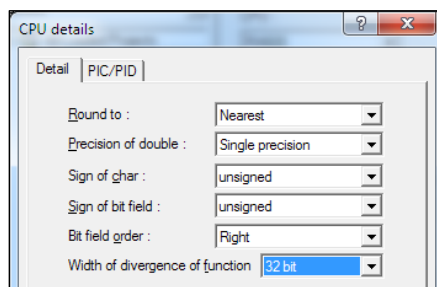 CPU details
Detail
PIC/PID
Round to :
Nearest
Precision of double :
Single precision
Sign of char :
unsigned
Sign of bit field :
unsigned
Bit field order :
Right
Width of divergence of function
32 bit